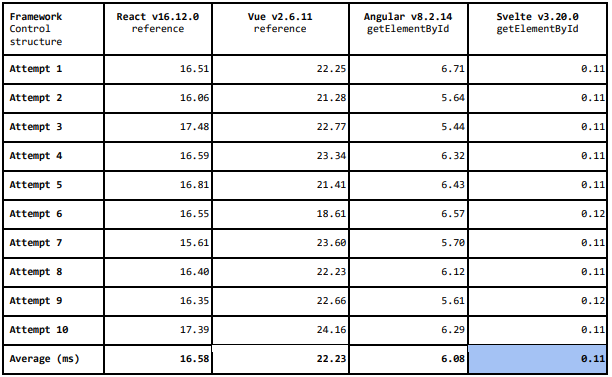 Framework React v16.12.0 Vue v2.6.11 Angular v8.2.14 Svelte v3.20.0
Control reference reference getElementById getElementById
structure
Attempt 1 16.51 22.25 6.71 0.11
Attempt 2 16.06 21.28 5.64 0.11
Attempt 3 17.48 22.77 5.44 0.11
Attempt 4 16.59 23.34 6.32 0.11
Attempt 5 16.81 21.41 6.43 0.11
Attempt 6 16.55 18.61 6.57 0.12
Attempt 7 15.61 23.60 5.70 0.11
Attempt 8 16.40 22.23 6.12 0.11
Attempt 9 16.35 22.66 5.61 0.12
Attempt 10 17.39 24.16 6.29 0.11
Average (ms) 16.58 22.23 6.08 0.11